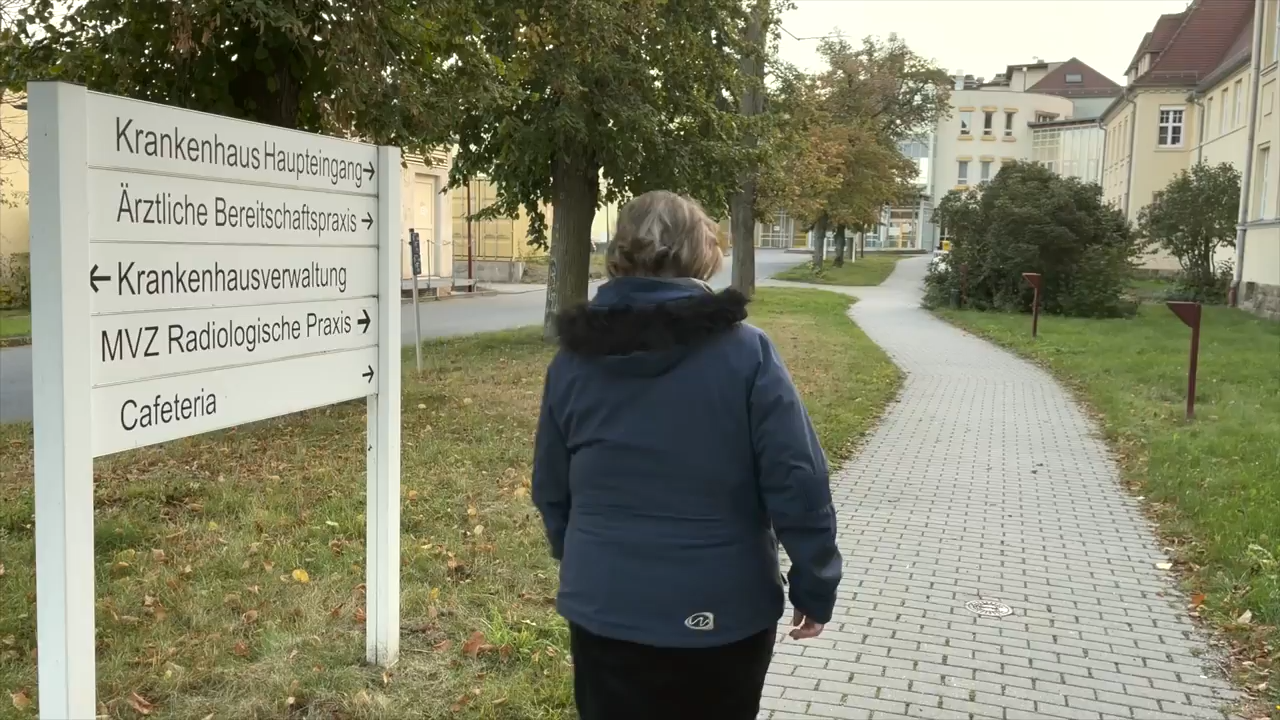 Krankenhaus Haupteingang→
Ärztliche Bereitschaftspraxis→
←Krankenhausverwaltung
MVZ Radiologische Praxis→
Cafeteria→